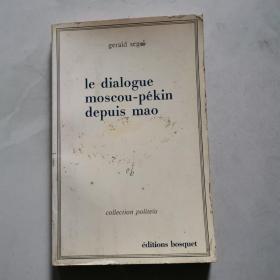 gerald segal
le dialogue
moscou-pékin
depuis mao
collection politeia
éditions bosquet